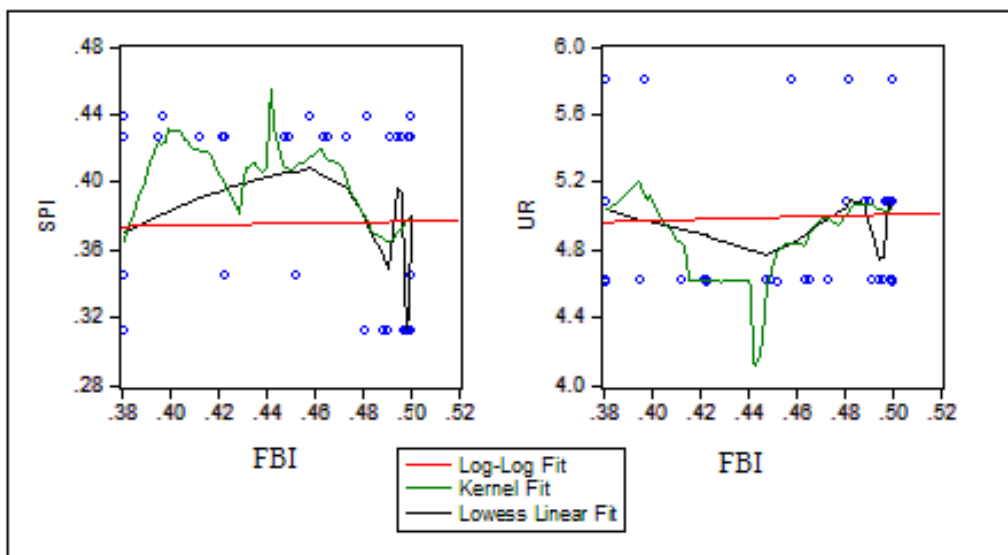 .48
.44
.40
.36
.32
.28
SPI
.38 .40 .42 .44 .46 .48 .50 .52
FBI
6.0
5.6
5.2
4.8
4.4
4.0
UR
.38 .40 .42 .44 .46 .48 .50 .52
FBI
Log-Log Fit
Kernel Fit
Lowess Linear Fit